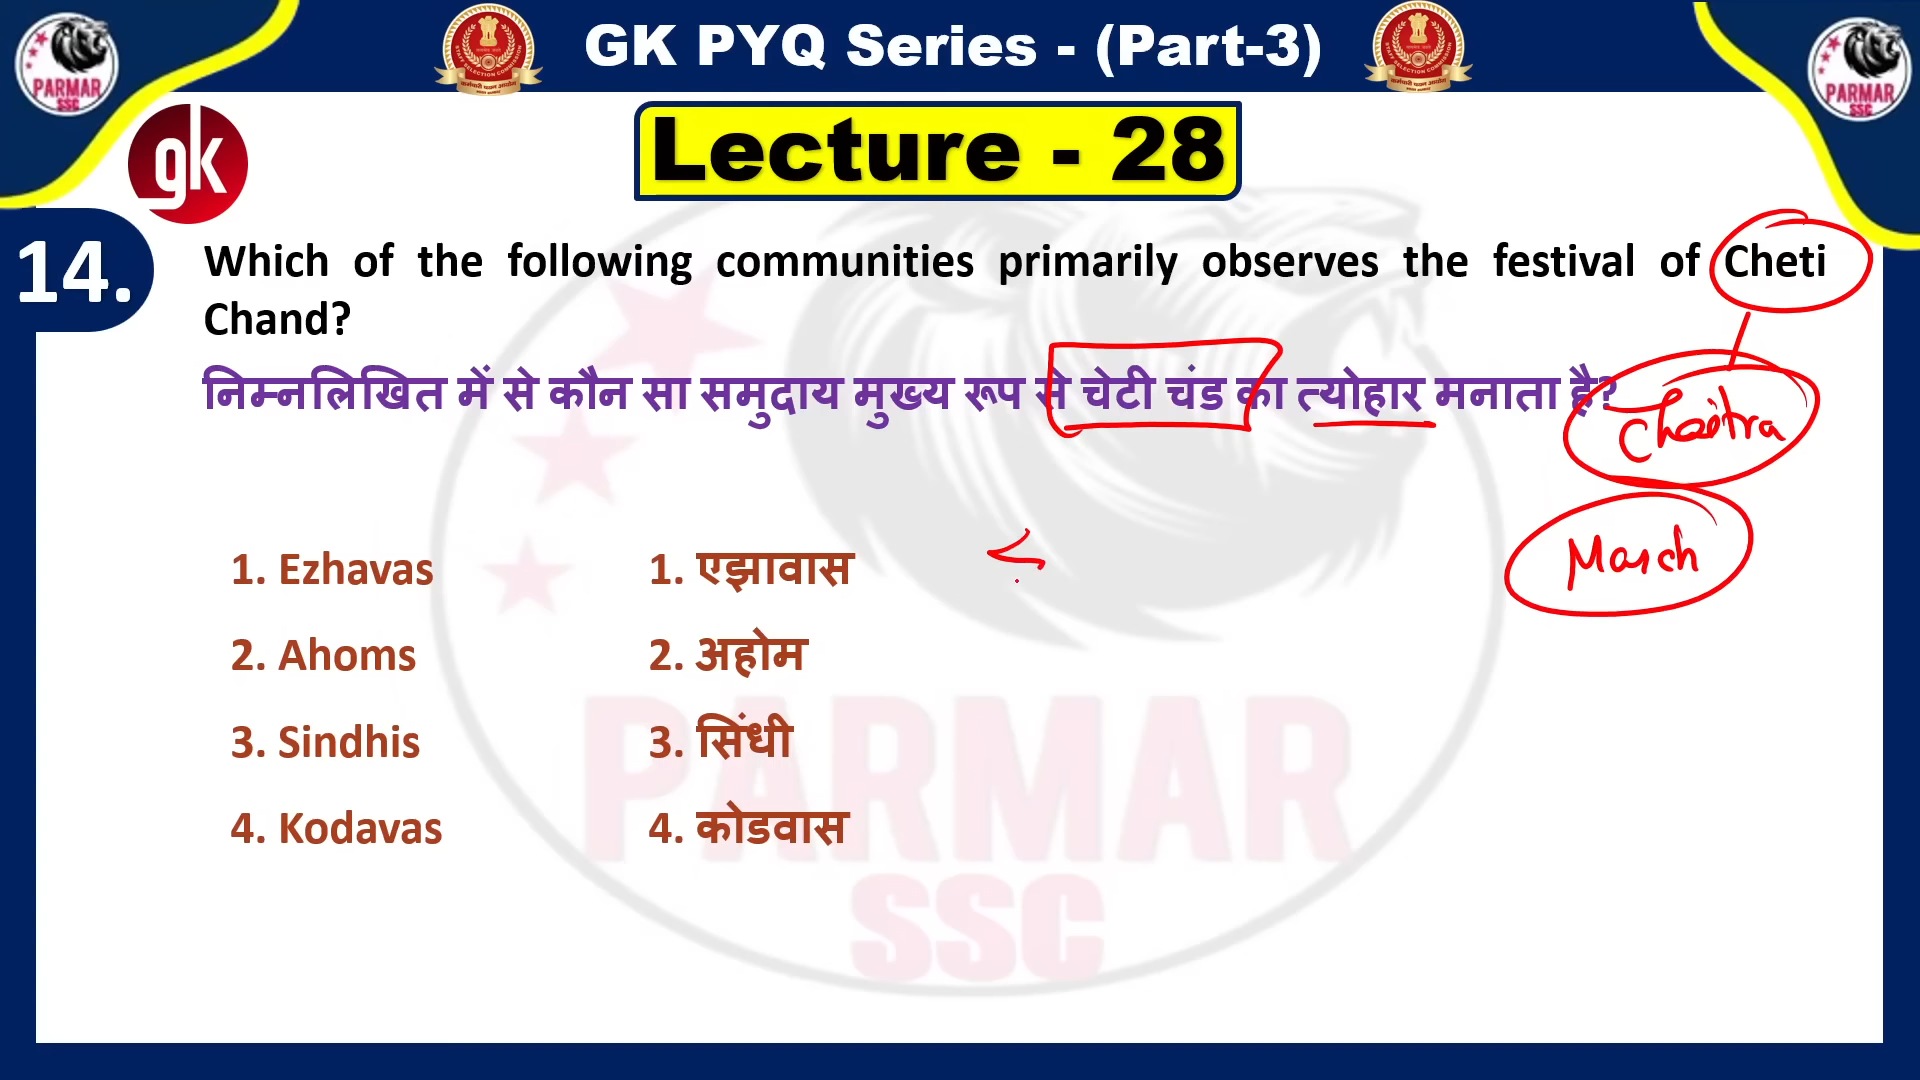 PARMAR
SSC
GK PYQ Series - (Part-3)
PARMAR
SSC
gk
Lecture - 28
14.
Which of the following communities primarily observes the festival of Cheti
Chand?
निम्नलिखित में से कौन सा समुदाय मुख्य रूप से चेटी चंड का त्योहार मनाता है?
Chaitra
March
1. Ezhavas 1. एझावास
2. Ahoms 2. अहोम
3. Sindhis 3. सिंधी
4. Kodavas 4. कोडवास
PARMAR
SSC